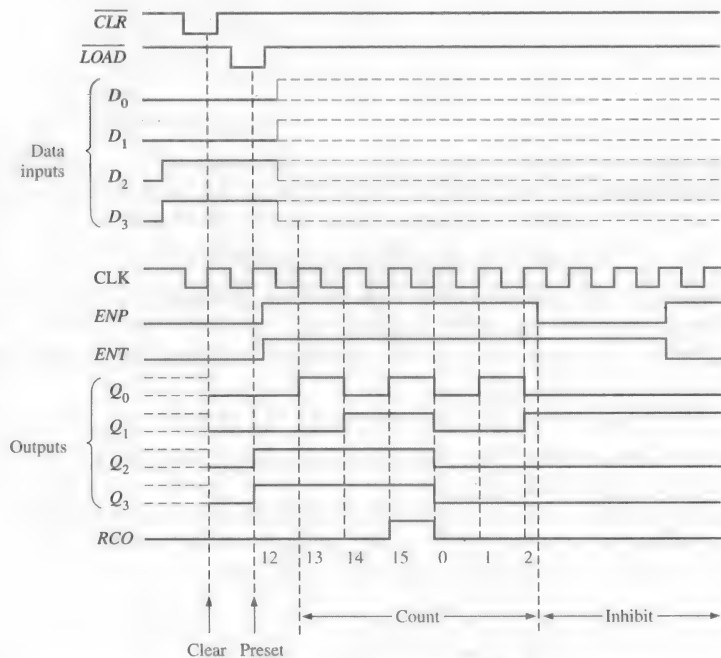 CLR
LOAD
D0
D1
Data
inputs
D2
D3
CLK
ENP
ENT
Q0
Q1
Outputs
Q2
Q3
RCO
12 13 14 15 0 1 2
Count Inhibit
Clear Preset